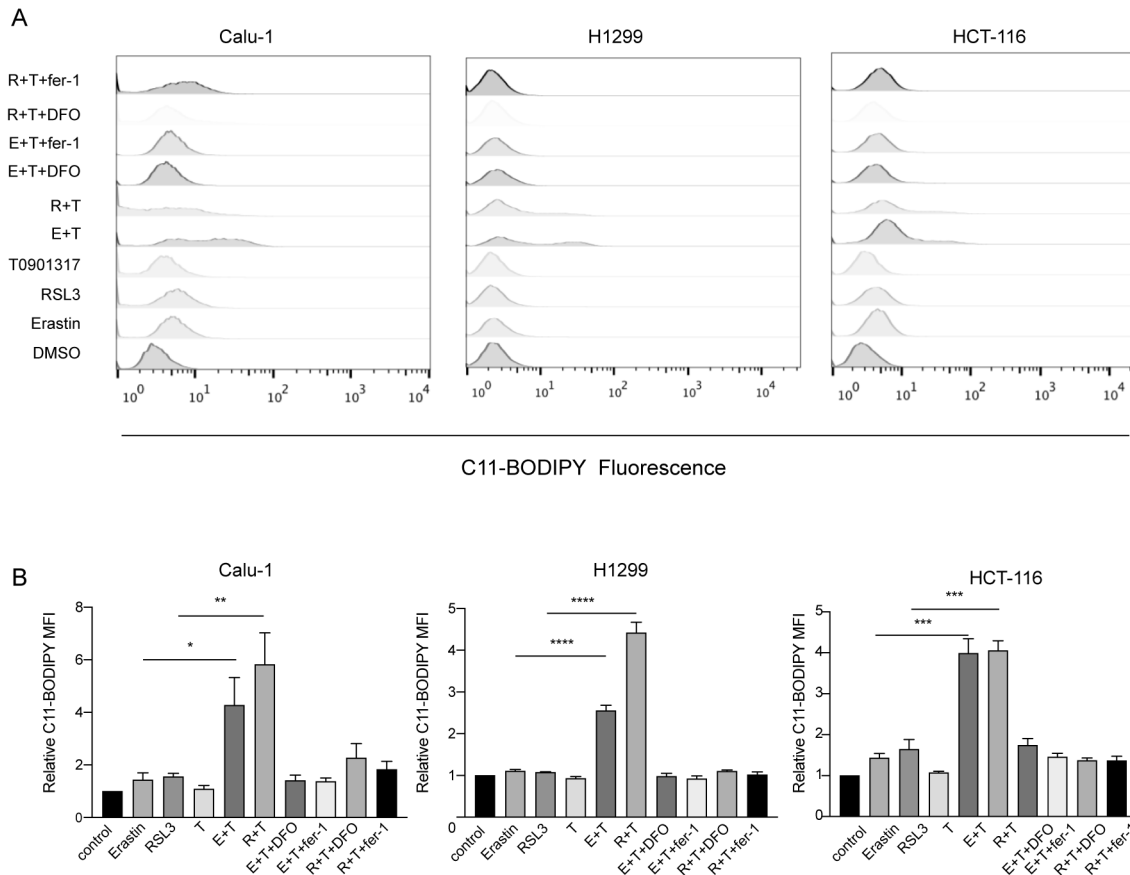 A
Calu-1 H1299 HCT-116
R+T+fer-1
R+T+DFO
E+T+fer-1
E+T+DFO
R+T
E+T
T0901317
RSL3
Erastin
DMSO
10^0 10^1 10^2 10^3 10^4 10^0 10^1 10^2 10^3 10^4 10^0 10^1 10^2 10^3 10^4
C11-BODIPY Fluorescence
B
Calu-1
Relative C11-BODIPY MFI
8
6
4
2
0
**
*
control Erastin RSL3 T E+T R+T E+T+DFO E+T+fer-1 R+T+DFO R+T+fer-1
H1299
Relative C11-BODIPY MFI
5
4
3
2
1
0
****
****
control Erastin RSL3 T E+T R+T E+T+DFO E+T+fer-1 R+T+DFO R+T+fer-1
HCT-116
Relative C11-BODIPY MFI
5
4
3
2
1
0
***
***
control Erastin RSL3 T E+T R+T E+T+DFO E+T+fer-1 R+T+DFO R+T+fer-1